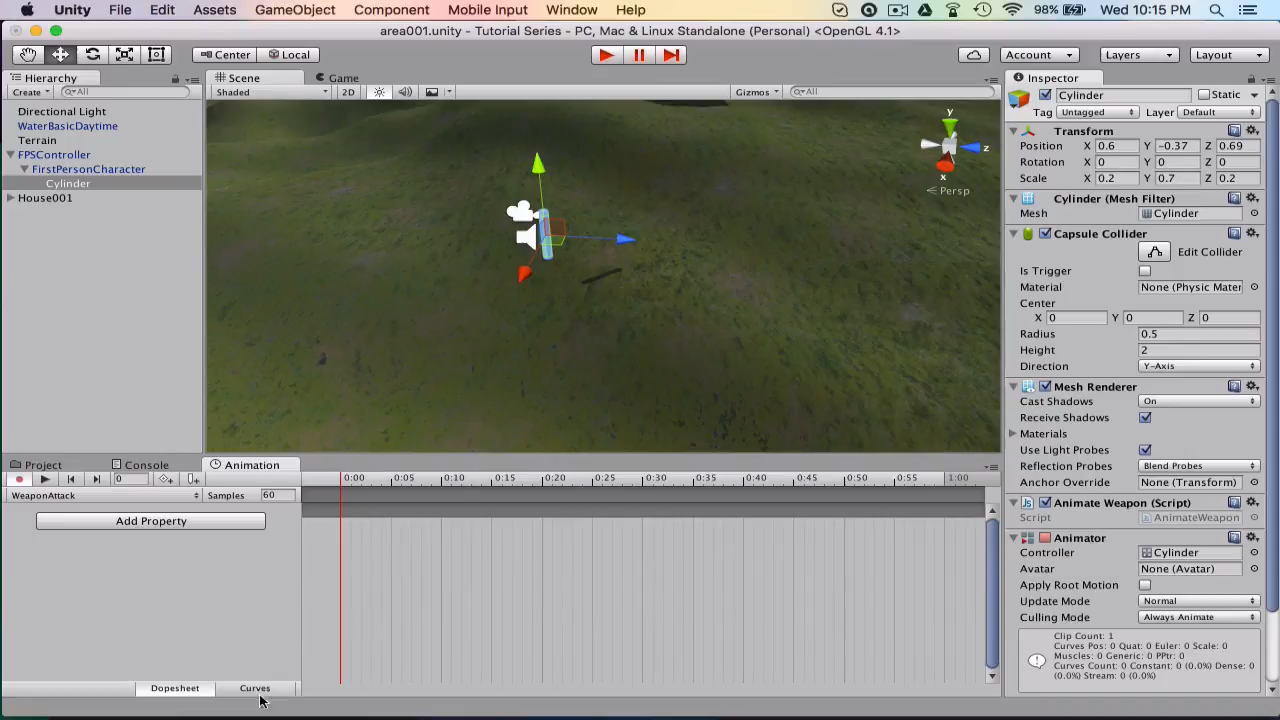 Unity File Edit Assets GameObject Component Mobile Input Window Help 98% Wed 10:15 PM
area001.unity - Tutorial Series - PC, Mac & Linux Standalone (Personal) <OpenGL 4.1>
Center Local Account Layers Layout
Hierarchy
Create All
Directional Light
WaterBasicDaytime
Terrain
FPSController
FirstPersonCharacter
Cylinder
House001
Scene Game
Shaded 2D Gizmos All
y
z
x
Persp
Inspector
Cylinder Static
Tag Untagged Layer Default
Transform
Position X 0.6 Y -0.37 Z 0.69
Rotation X 0 Y 0 Z 0
Scale X 0.2 Y 0.7 Z 0.2
Cylinder (Mesh Filter)
Mesh Cylinder
Capsule Collider
Edit Collider
Is Trigger
Material None (Physic Mater
Center
X 0 Y 0 Z 0
Radius 0.5
Height 2
Direction Y-Axis
Mesh Renderer
Cast Shadows On
Receive Shadows
Materials
Use Light Probes
Reflection Probes Blend Probes
Anchor Override None (Transform)
Animate Weapon (Script)
Script AnimateWeapon
Animator
Controller Cylinder
Avatar None (Avatar)
Apply Root Motion
Update Mode Normal
Culling Mode Always Animate
Clip Count: 1
Curves Pos: 0 Quat: 0 Euler: 0 Scale: 0
Muscles: 0 Generic: 0 PPtr: 0
Curves Count: 0 Constant: 0 (0.0%) Dense: 0
(0.0%) Stream: 0 (0.0%)
Project Console Animation
0 0:00 0:05 0:10 0:15 0:20 0:25 0:30 0:35 0:40 0:45 0:50 0:55 1:00
WeaponAttack Samples 60
Add Property
Dopesheet Curves